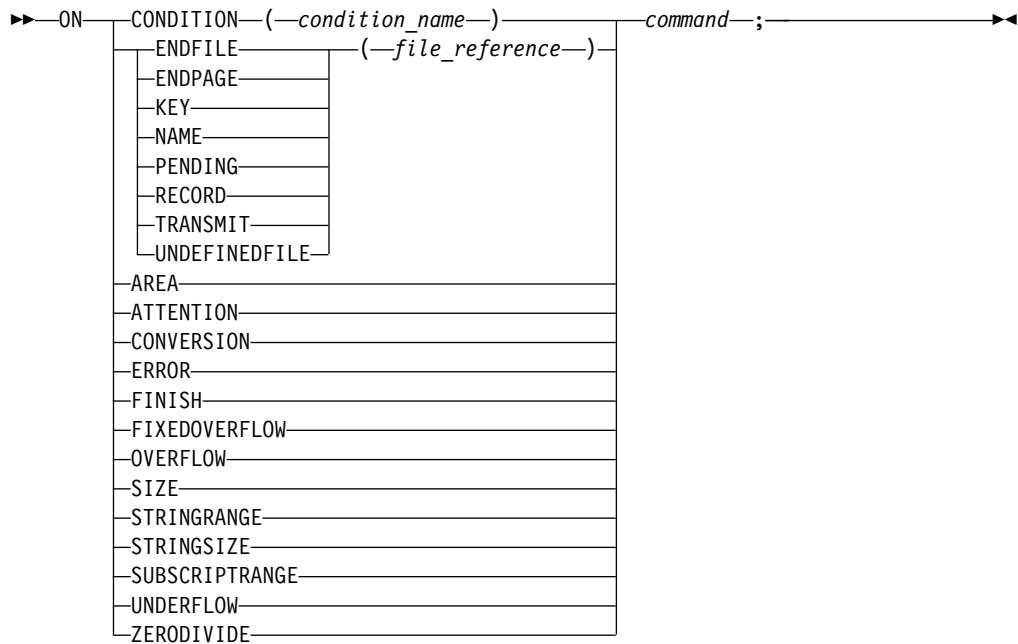 ON CONDITION ( condition_name ) command ;
ENDFILE ( file_reference )
ENDPAGE
KEY
NAME
PENDING
RECORD
TRANSMIT
UNDEFINEDFILE
AREA
ATTENTION
CONVERSION
ERROR
FINISH
FIXEDOVERFLOW
OVERFLOW
SIZE
STRINGRANGE
STRINGSIZE
SUBSCRIPTRANGE
UNDERFLOW
ZERODIVIDE